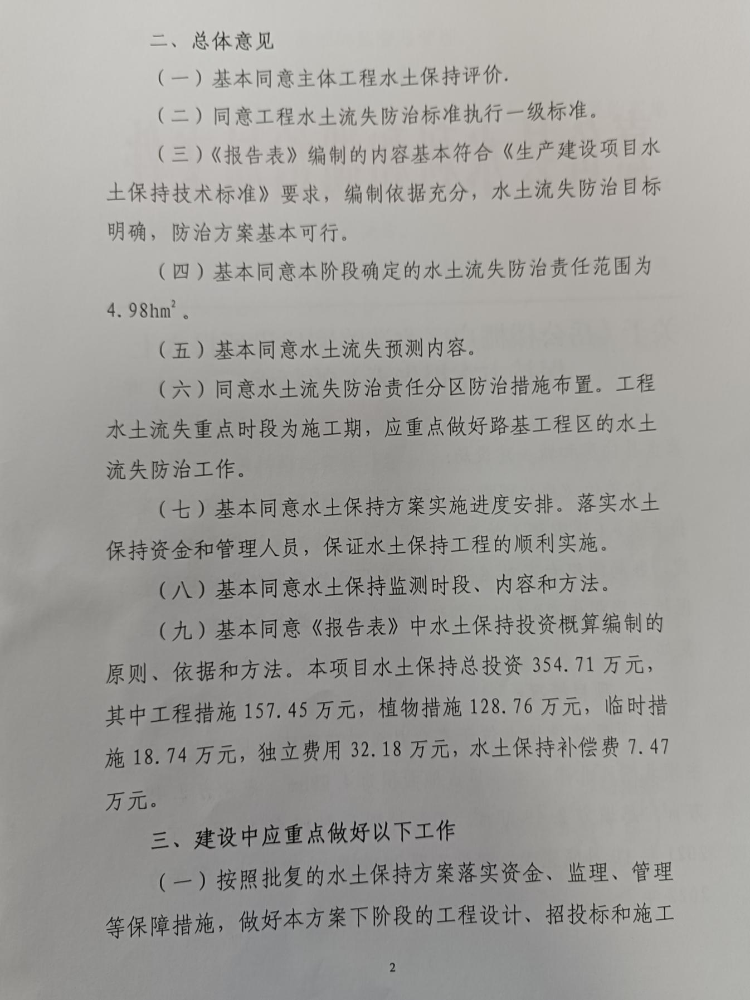 二、总体意见
（一）基本同意主体工程水土保持评价.
（二）同意工程水土流失防治标准执行一级标准。
（三）《报告表》编制的内容基本符合《生产建设项目水
土保持技术标准》要求，编制依据充分，水土流失防治目标
明确，防治方案基本可行。
（四）基本同意本阶段确定的水土流失防治责任范围为
4.98hm²。
（五）基本同意水土流失预测内容。
（六）同意水土流失防治责任分区防治措施布置。工程
水土流失重点时段为施工期，应重点做好路基工程区的水土
流失防治工作。
（七）基本同意水土保持方案实施进度安排。落实水土
保持资金和管理人员，保证水土保持工程的顺利实施。
（八）基本同意水土保持监测时段、内容和方法。
（九）基本同意《报告表》中水土保持投资概算编制的
原则、依据和方法。本项目水土保持总投资 354.71 万元，
其中工程措施 157.45 万元，植物措施 128.76 万元，临时措
施 18.74 万元，独立费用 32.18 万元，水土保持补偿费 7.47
万元。
三、建设中应重点做好以下工作
（一）按照批复的水土保持方案落实资金、监理、管理
等保障措施，做好本方案下阶段的工程设计、招投标和施工
2